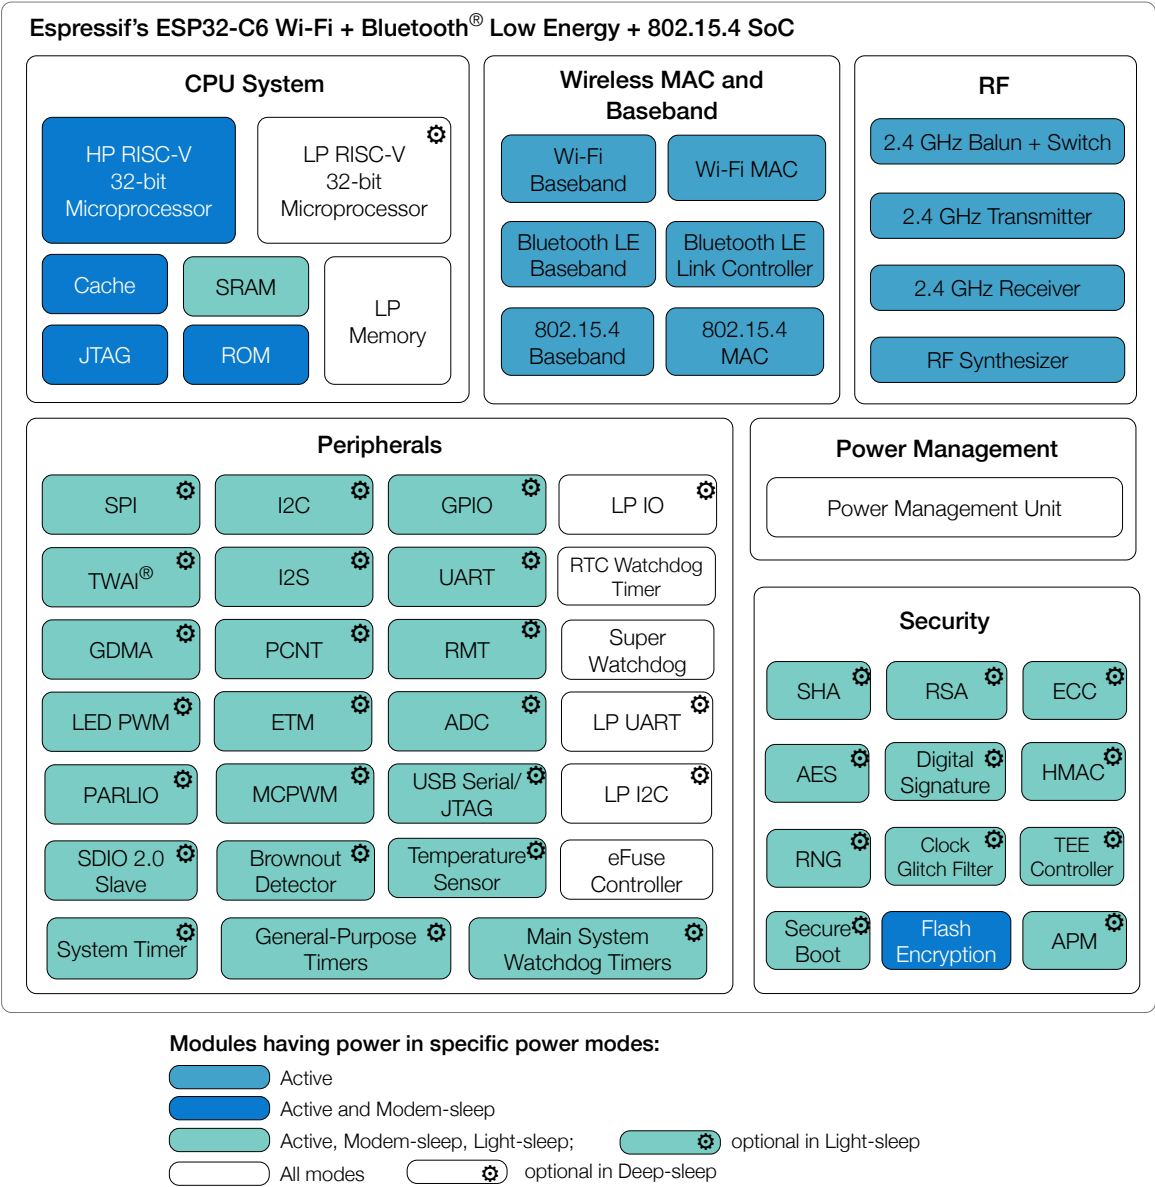 Espressif's ESP32-C6 Wi-Fi + Bluetooth® Low Energy + 802.15.4 SoC
CPU System
HP RISC-V
32-bit
Microprocessor
LP RISC-V
32-bit
Microprocessor
Cache
SRAM
LP
Memory
JTAG
ROM
Wireless MAC and
Baseband
Wi-Fi
Baseband
Wi-Fi MAC
Bluetooth LE
Baseband
Bluetooth LE
Link Controller
802.15.4
Baseband
802.15.4
MAC
RF
2.4 GHz Balun + Switch
2.4 GHz Transmitter
2.4 GHz Receiver
RF Synthesizer
Peripherals
SPI
I2C
GPIO
LP IO
TWAI®
I2S
UART
RTC Watchdog
Timer
GDMA
PCNT
RMT
Super
Watchdog
LED PWM
ETM
ADC
LP UART
PARLIO
MCPWM
USB Serial/
JTAG
LP I2C
SDIO 2.0
Slave
Brownout
Detector
Temperature
Sensor
eFuse
Controller
System Timer
General-Purpose
Timers
Main System
Watchdog Timers
Power Management
Power Management Unit
Security
SHA
RSA
ECC
AES
Digital
Signature
HMAC
RNG
Clock
Glitch Filter
TEE
Controller
Secure
Boot
Flash
Encryption
APM
Modules having power in specific power modes:
Active
Active and Modem-sleep
Active, Modem-sleep, Light-sleep;
optional in Light-sleep
All modes
optional in Deep-sleep